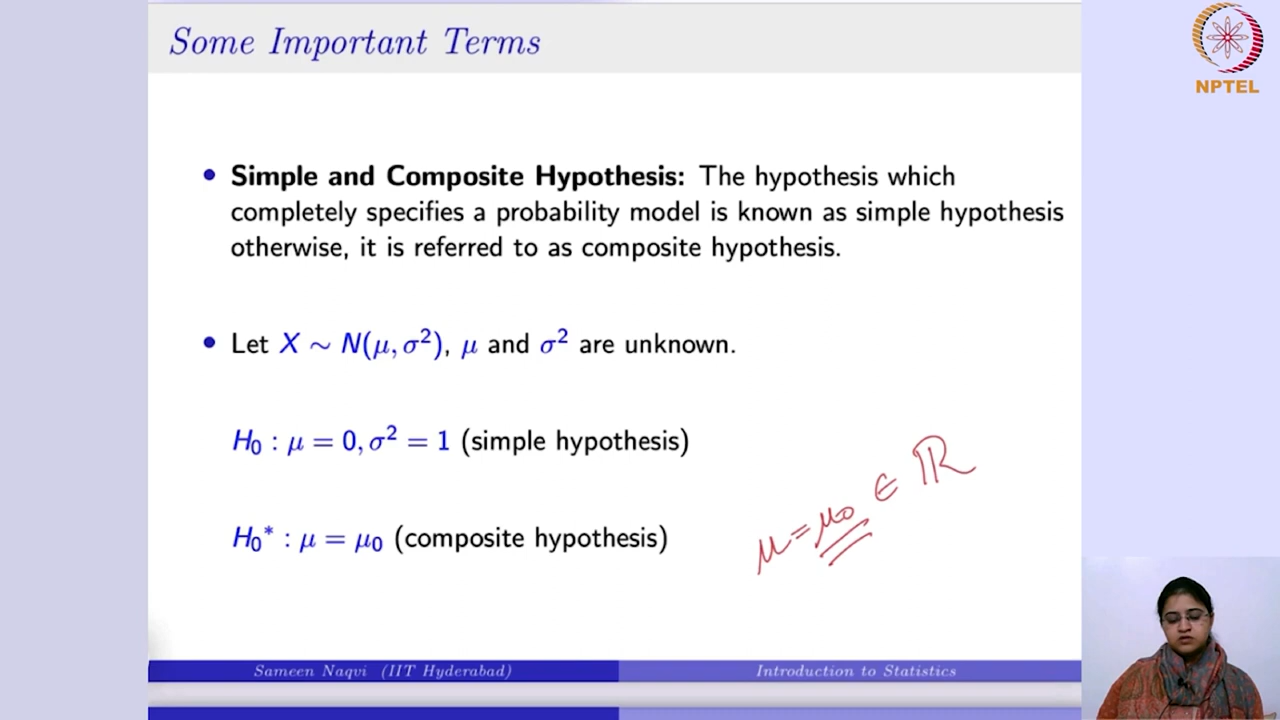 Some Important Terms
NPTEL
• Simple and Composite Hypothesis: The hypothesis which
completely specifies a probability model is known as simple hypothesis
otherwise, it is referred to as composite hypothesis.
• Let X ∼ N(μ, σ²), μ and σ² are unknown.
H₀ : μ = 0, σ² = 1 (simple hypothesis)
μ = μ₀ ∈ ℝ
H₀* : μ = μ₀ (composite hypothesis)
Sameen Naqvi (IIT Hyderabad)
Introduction to Statistics